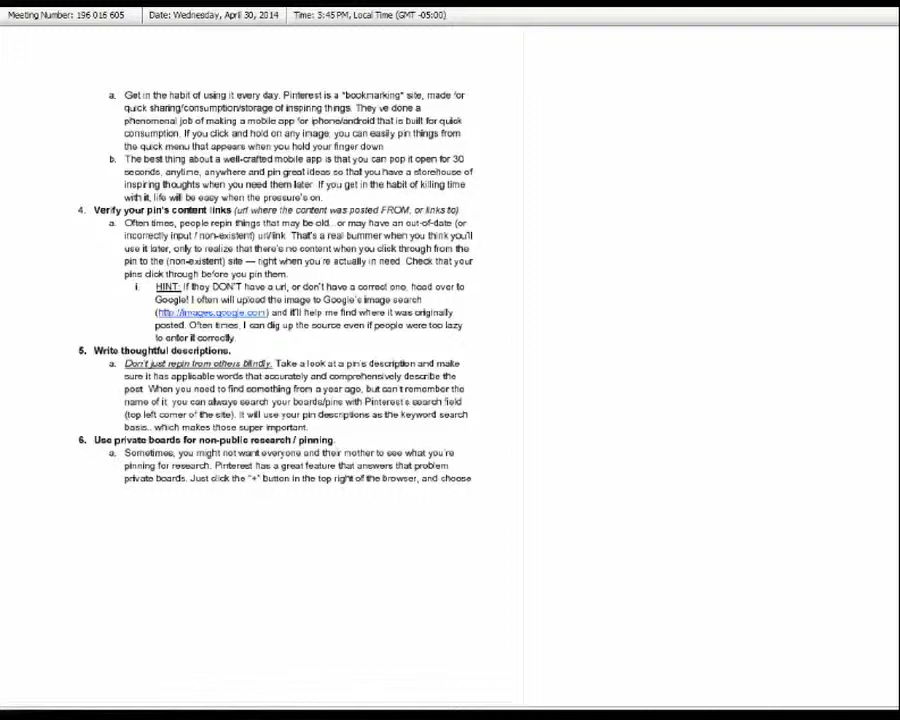 Meeting Number: 196 016 605 Date: Wednesday, April 30, 2014 Time: 3:45 PM, Local Time (GMT -05:00)
a. Get in the habit of using it every day. Pinterest is a "bookmarking" site, made for
quick sharing/consumption/storage of inspiring things. They've done a
phenomenal job of making a mobile app for iphone/android that is built for quick
consumption. If you click and hold on any image, you can easily pin things from
the quick menu that appears when you hold your finger down
b. The best thing about a well-crafted mobile app is that you can pop it open for 30
seconds, anytime, anywhere and pin great ideas so that you have a storehouse of
inspiring thoughts when you need them later. If you get in the habit of killing time
with it, life will be easy when the pressure's on.
4. Verify your pin's content links (url where the content was posted FROM, or links to)
a. Often times, people repin things that may be old...or may have an out-of-date (or
incorrectly input / non-existent) url/link. That's a real bummer when you think you'll
use it later, only to realize that there's no content when you click through from the
pin to the (non-existent) site — right when you're actually in need. Check that your
pins click through before you pin them.
i. HINT: If they DON'T have a url, or don't have a correct one, head over to
Google! I often will upload the image to Google's image search
(http://images.google.com) and it'll help me find where it was originally
posted. Often times, I can dig up the source even if people were too lazy
to enter it correctly.
5. Write thoughtful descriptions.
a. Don't just repin from others blindly. Take a look at a pin's description and make
sure it has applicable words that accurately and comprehensively describe the
post. When you need to find something from a year ago, but can't remember the
name of it, you can always search your boards/pins with Pinterest's search field
(top left corner of the site). It will use your pin descriptions as the keyword search
basis.. which makes those super important.
6. Use private boards for non-public research / pinning.
a. Sometimes, you might not want everyone and their mother to see what you're
pinning for research. Pinterest has a great feature that answers that problem
private boards. Just click the "+" button in the top right of the browser, and choose